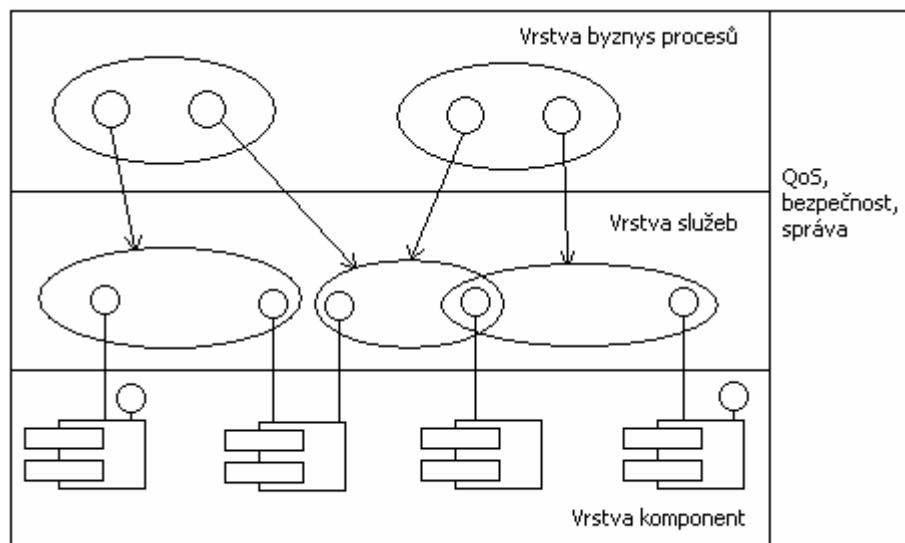 Vrstva byznys procesů
QoS,
bezpečnost,
správa
Vrstva služeb
Vrstva komponent